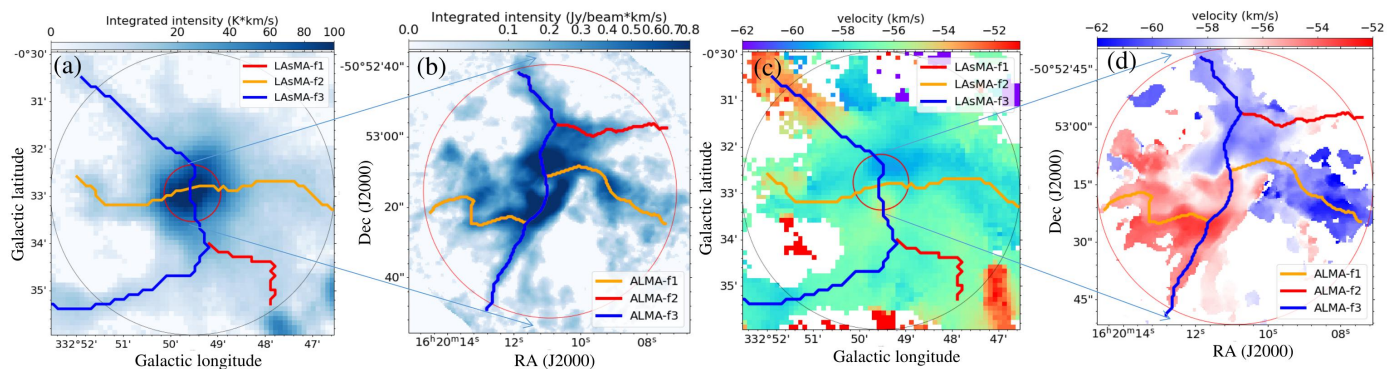 Integrated intensity (K*km/s)
0 20 40 60 80 100
(a)
LAsMA-f1
LAsMA-f2
LAsMA-f3
-0°30'
31'
32'
33'
34'
35'
Galactic latitude
332°52' 51' 50' 49' 48' 47'
Galactic longitude
Integrated intensity (Jy/beam*km/s)
0.0 0.1 0.2 0.3 0.4 0.5 0.6 0.7 0.8
(b)
-50°52'40"
53'00"
20"
40"
Dec (J2000)
ALMA-f1
ALMA-f2
ALMA-f3
16ʰ20ᵐ14ˢ 12ˢ 10ˢ 08ˢ
RA (J2000)
velocity (km/s)
−62 −60 −58 −56 −54 −52
(c)
LAsMA-f1
LAsMA-f2
LAsMA-f3
-0°30'
31'
32'
33'
34'
35'
Galactic latitude
332°52' 51' 50' 49' 48' 47'
Galactic longitude
velocity (km/s)
−62 −60 −58 −56 −54 −52
(d)
-50°52'45"
53'00"
15"
30"
45"
Dec (J2000)
ALMA-f1
ALMA-f2
ALMA-f3
16ʰ20ᵐ14ˢ 12ˢ 10ˢ 08ˢ
RA (J2000)